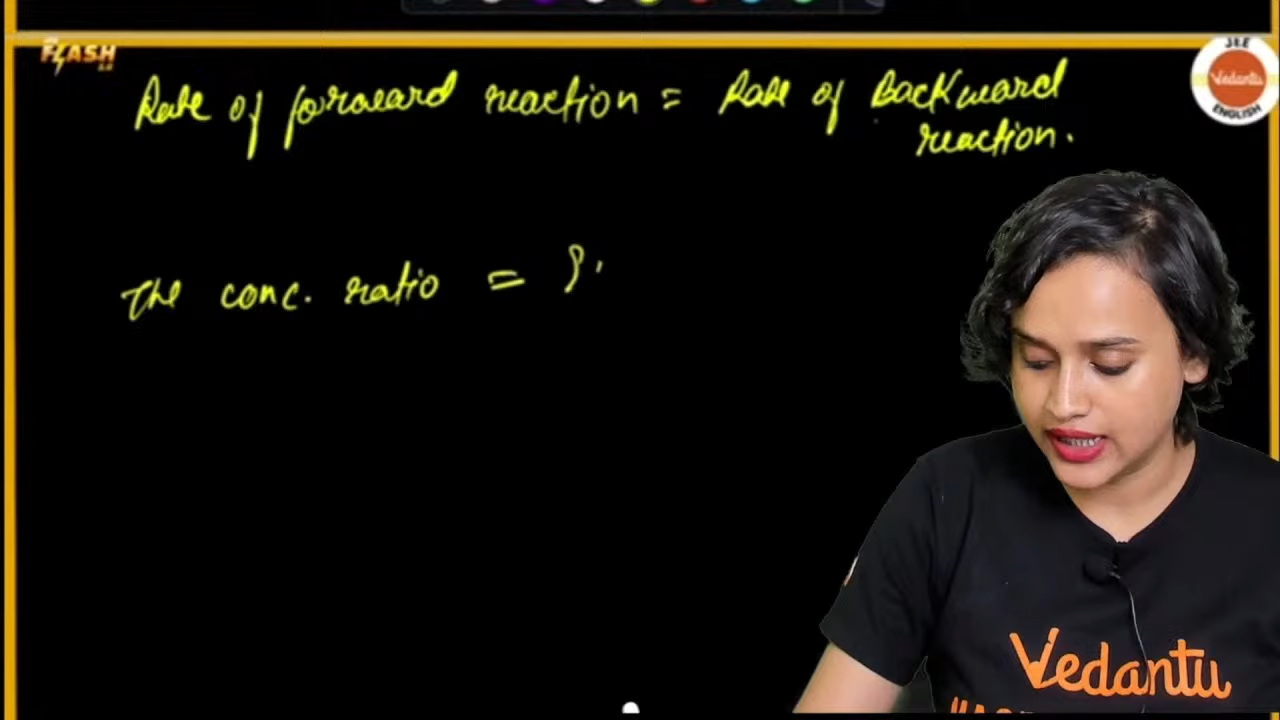 FLASH
JEE
Vedantu
ENGLISH
Rate of forward reaction = Rate of Backward
reaction.
The conc. ratio =
Vedantu